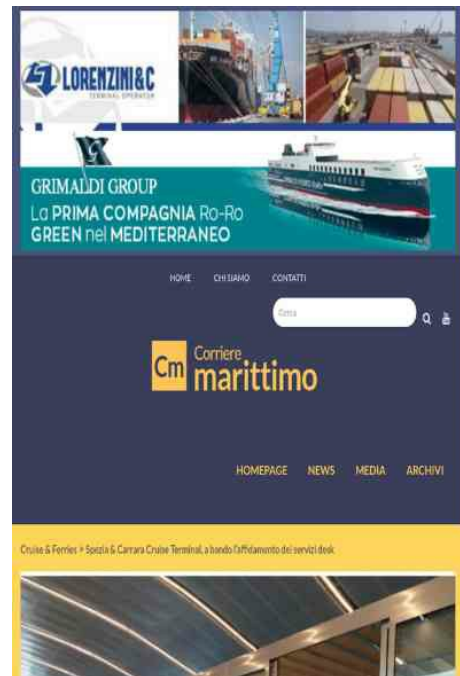 LORENZINI&C
TERMINAL OPERATOR
GRIMALDI GROUP
La PRIMA COMPAGNIA Ro-Ro
GREEN nel MEDITERRANEO
HOME CHI SIAMO CONTATTI
Cerca
Cm Corriere
marittimo
HOMEPAGE NEWS MEDIA ARCHIVI
Cruise & Ferries > Spezia & Carrara Cruise Terminal, a bando l'affidamento dei servizi desk